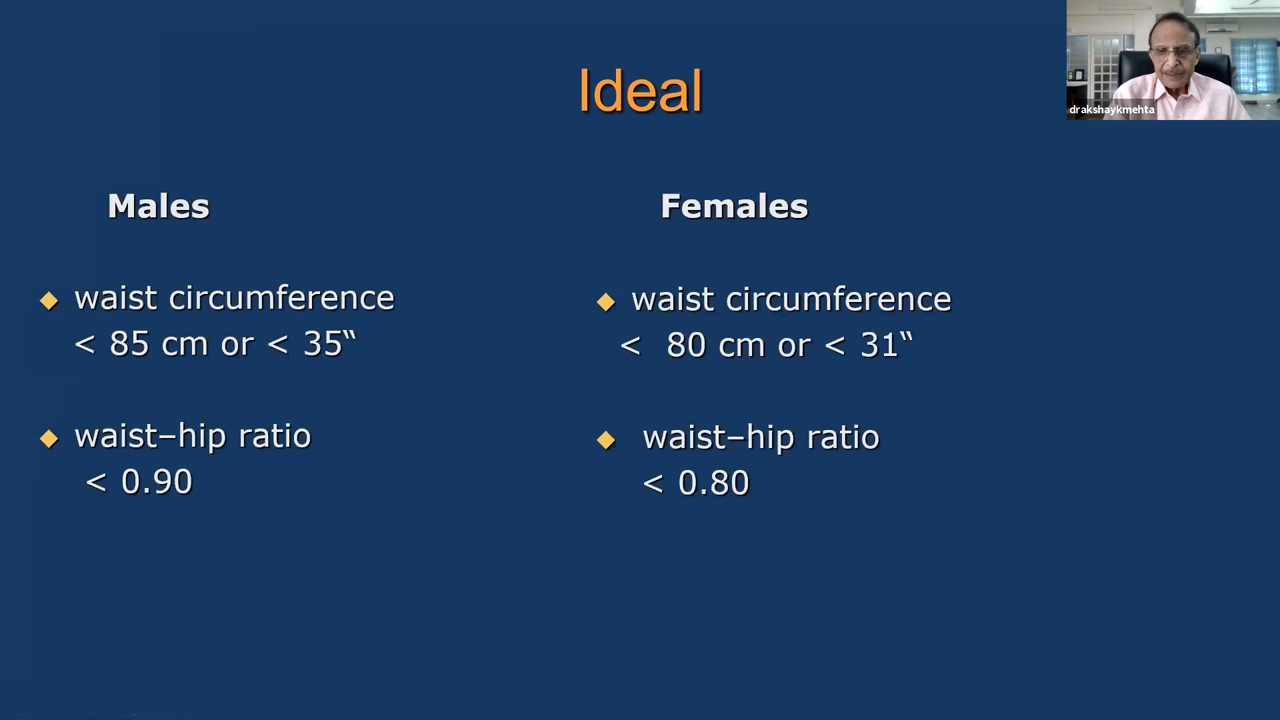 Ideal
drakshaykmehta
Males
◆ waist circumference
< 85 cm or < 35‟
◆ waist–hip ratio
< 0.90
Females
◆ waist circumference
< 80 cm or < 31‟
◆ waist–hip ratio
< 0.80